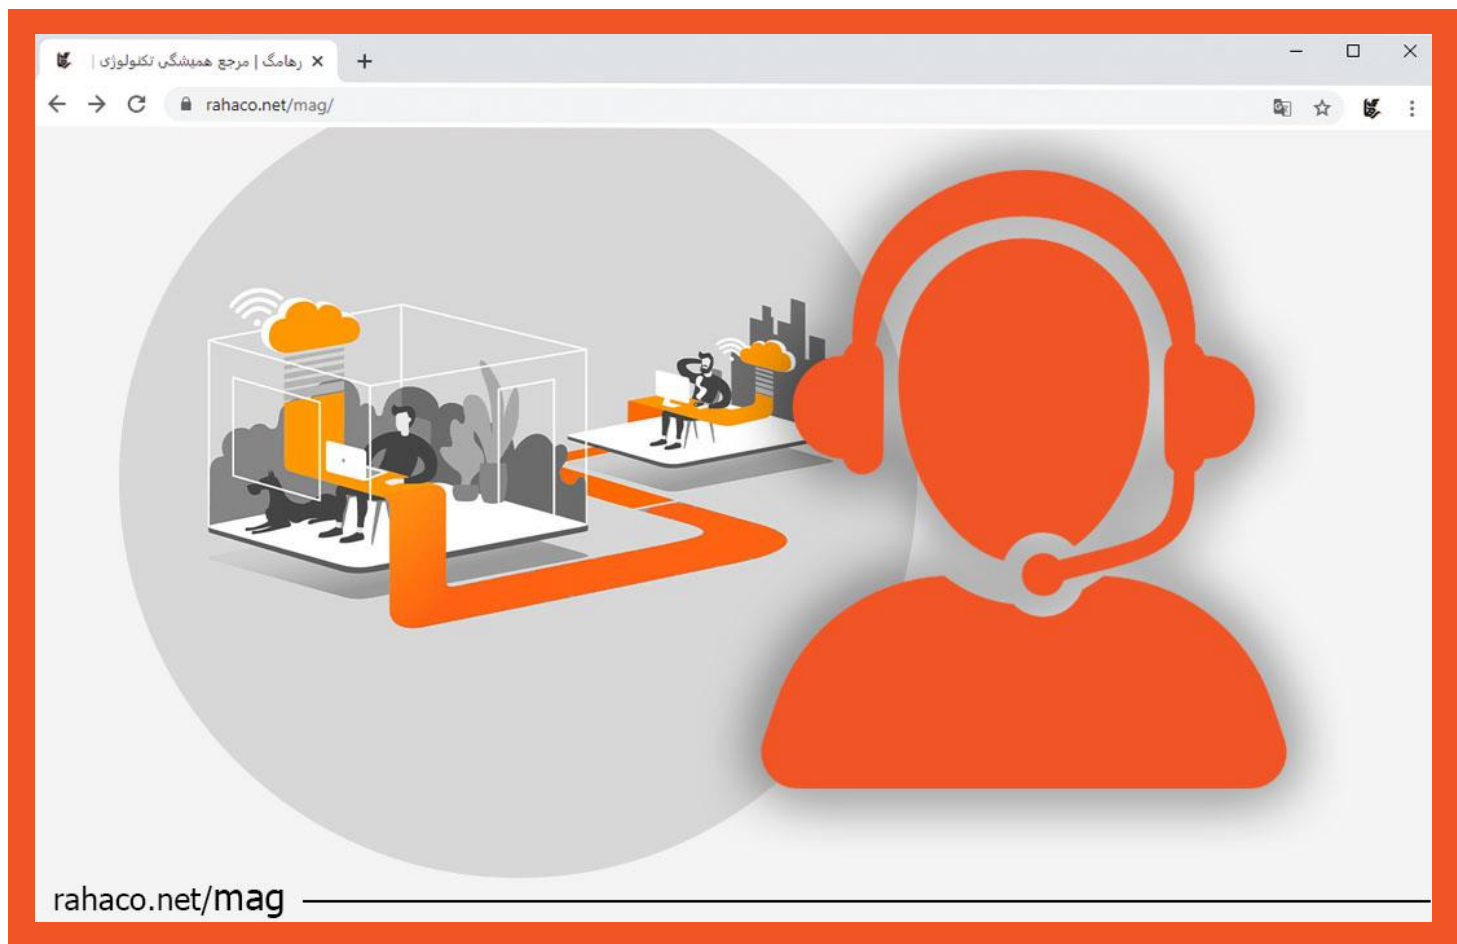 رهامگ | مرجع همیشگی تکنولوژی |
rahaco.net/mag/
rahaco.net/mag